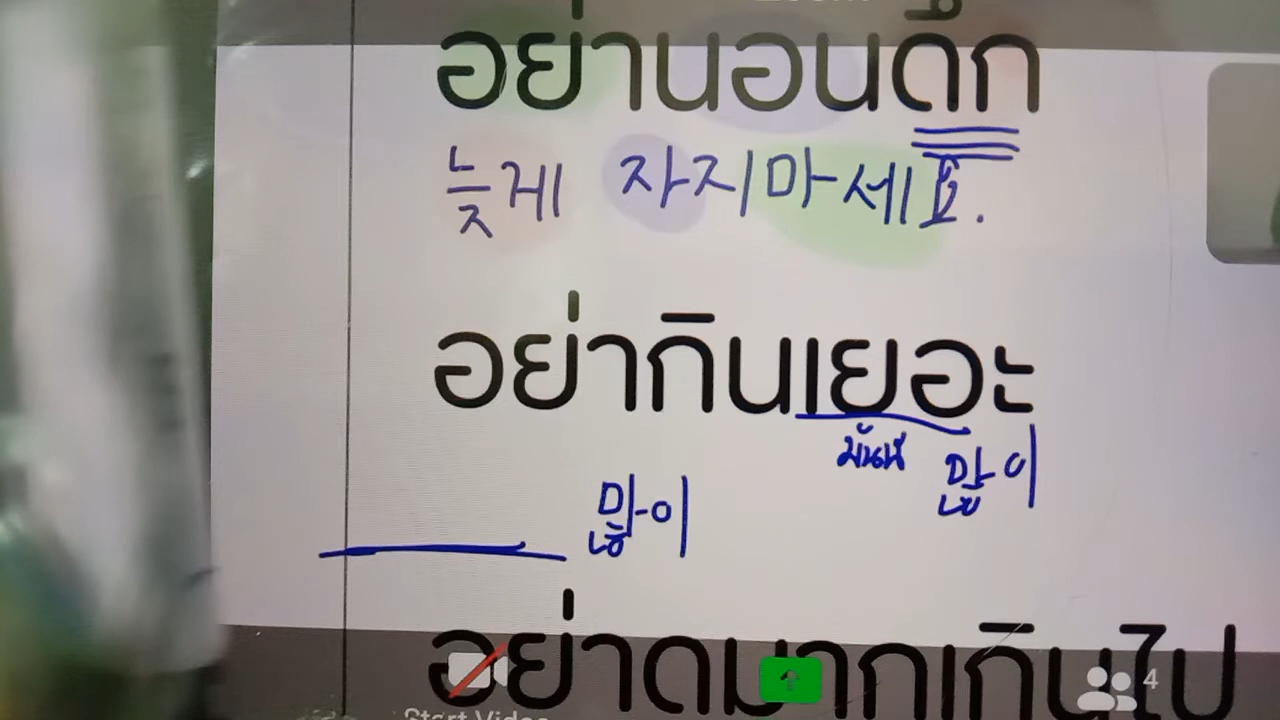 อย่านอนดึก
늦게 자지마세요.
อย่ากินเยอะ
많이
많이
อย่าดมากเกินไป
4
Start Video